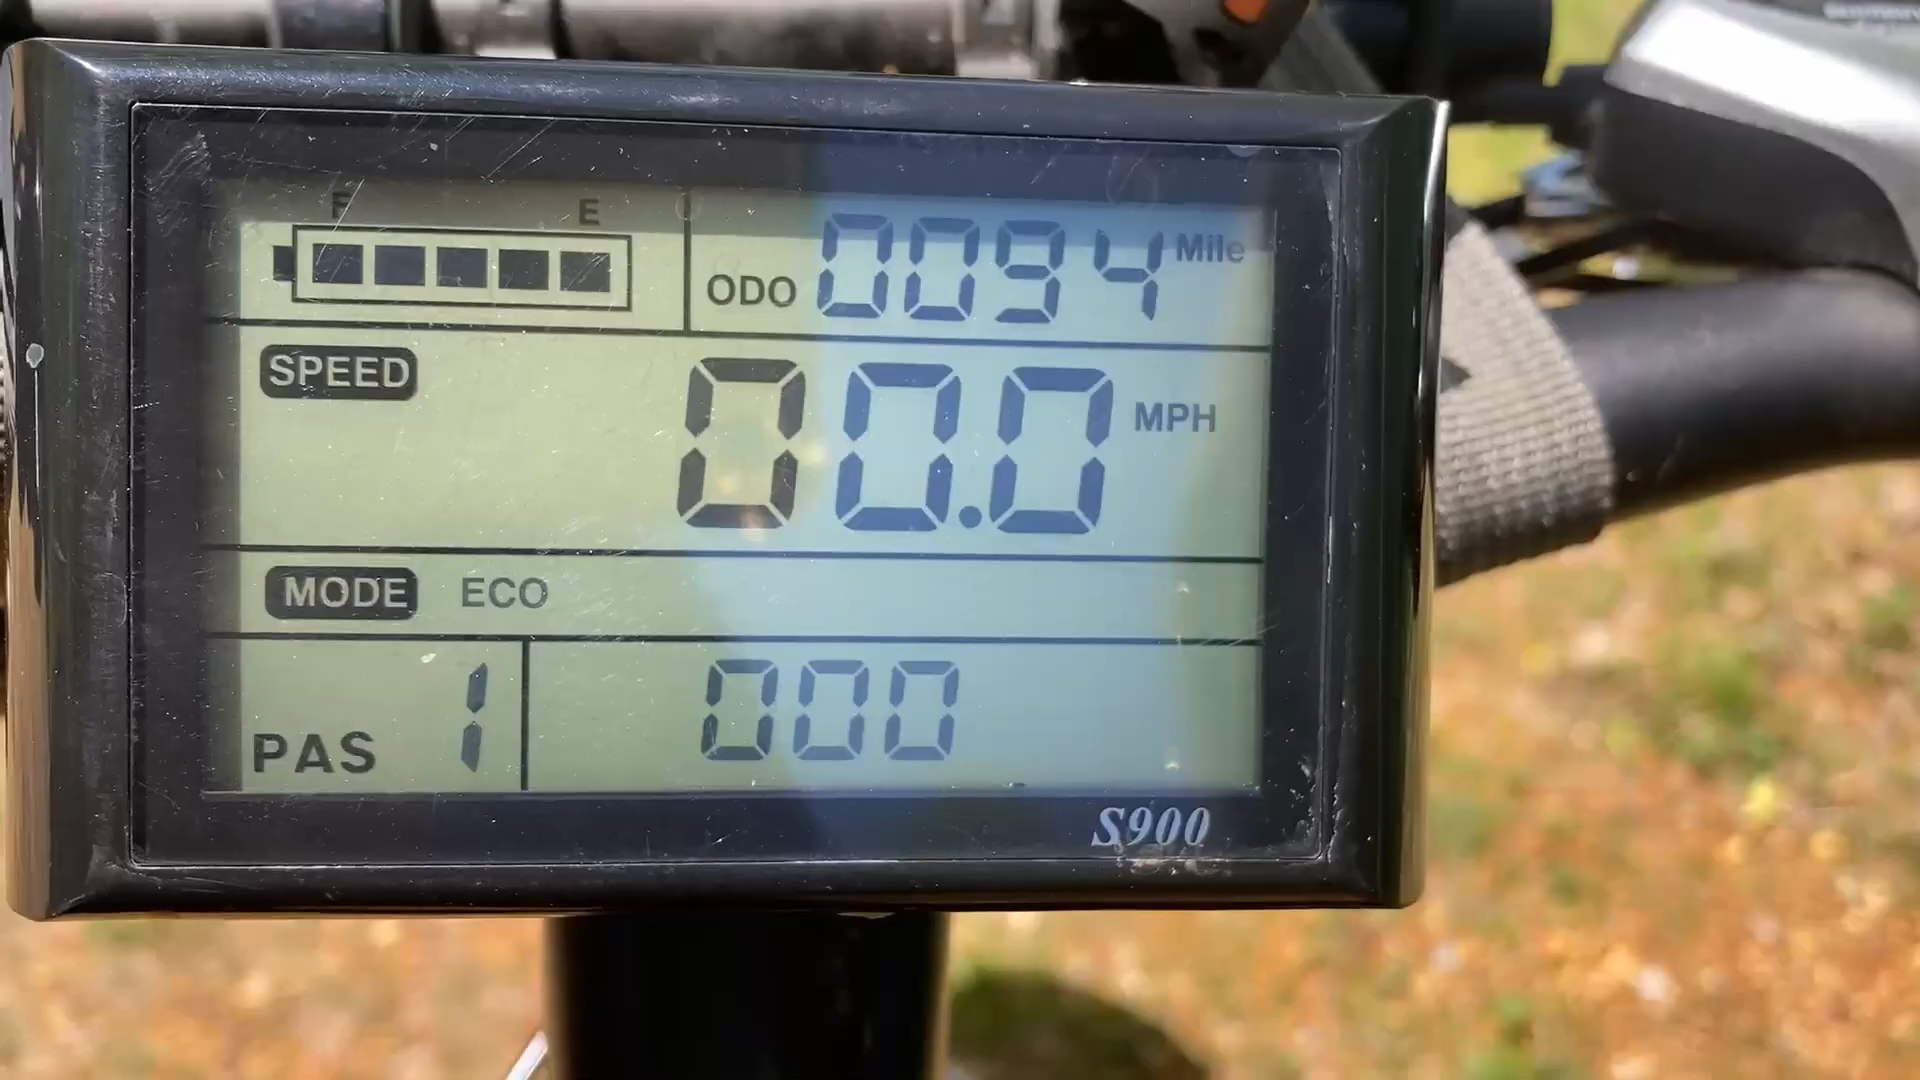 F E
ODO 0094 Mile
SPEED 00.0 MPH
MODE ECO
PAS 1 000
S900